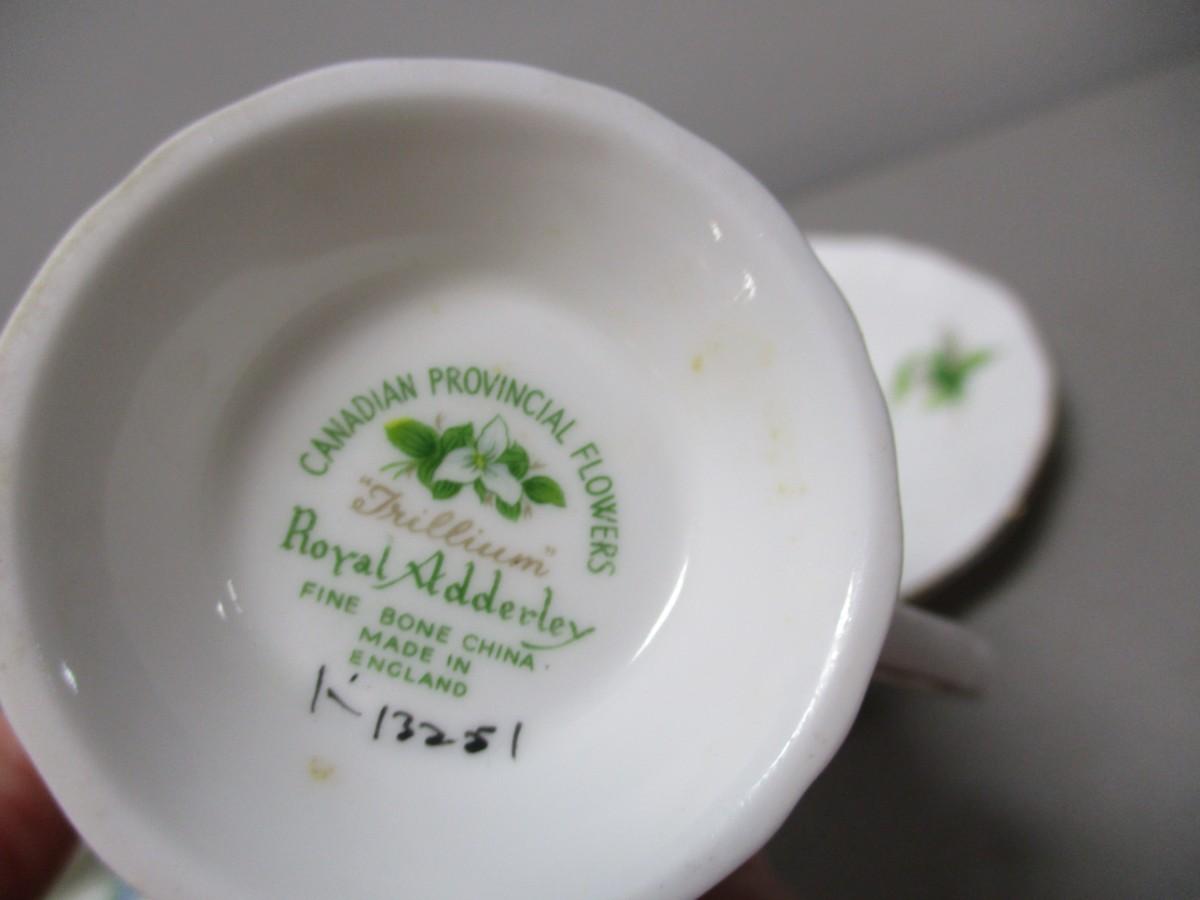 CANADIAN PROVINCIAL FLOWERS
"Trillium"
Royal Adderley
FINE BONE CHINA
MADE IN
ENGLAND
K13251